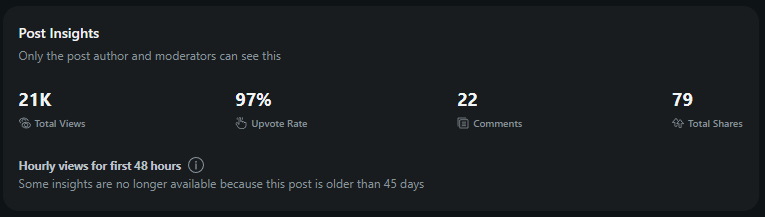 Post Insights
Only the post author and moderators can see this
21K 97% 22 79
Total Views Upvote Rate Comments Total Shares
Hourly views for first 48 hours
Some insights are no longer available because this post is older than 45 days